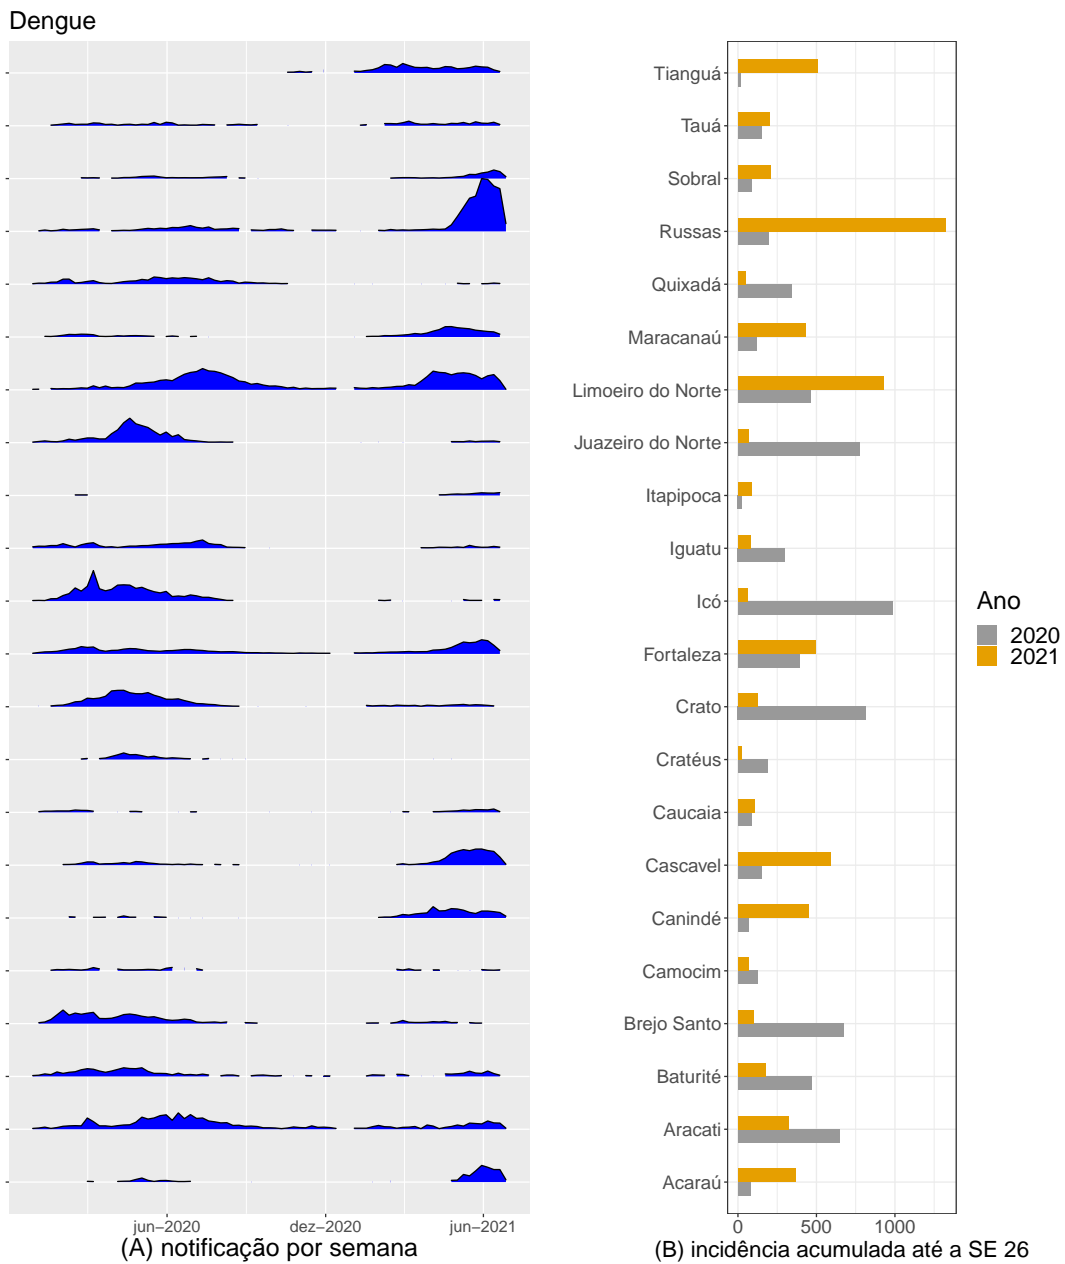 Dengue
jun−2020
dez−2020
jun−2021
(A) notificação por semana
Tianguá
Tauá
Sobral
Russas
Quixadá
Maracanaú
Limoeiro do Norte
Juazeiro do Norte
Itapipoca
Iguatu
Icó
Fortaleza
Crato
Cratéus
Caucaia
Cascavel
Canindé
Camocim
Brejo Santo
Baturité
Aracati
Acaraú
0
500
1000
(B) incidência acumulada até a SE 26
Ano
2020
2021